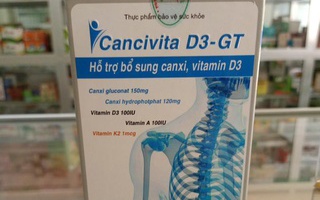 Thực phẩm bảo vệ sức khỏe
Cancivita D3-GT
Hỗ trợ bổ sung canxi, vitamin D3
Canxi gluconat 150mg
Canxi hydrophotphat 120mg
Vitamin D3 100IU
Vitamin A 100IU
Vitamin K2 1mcg